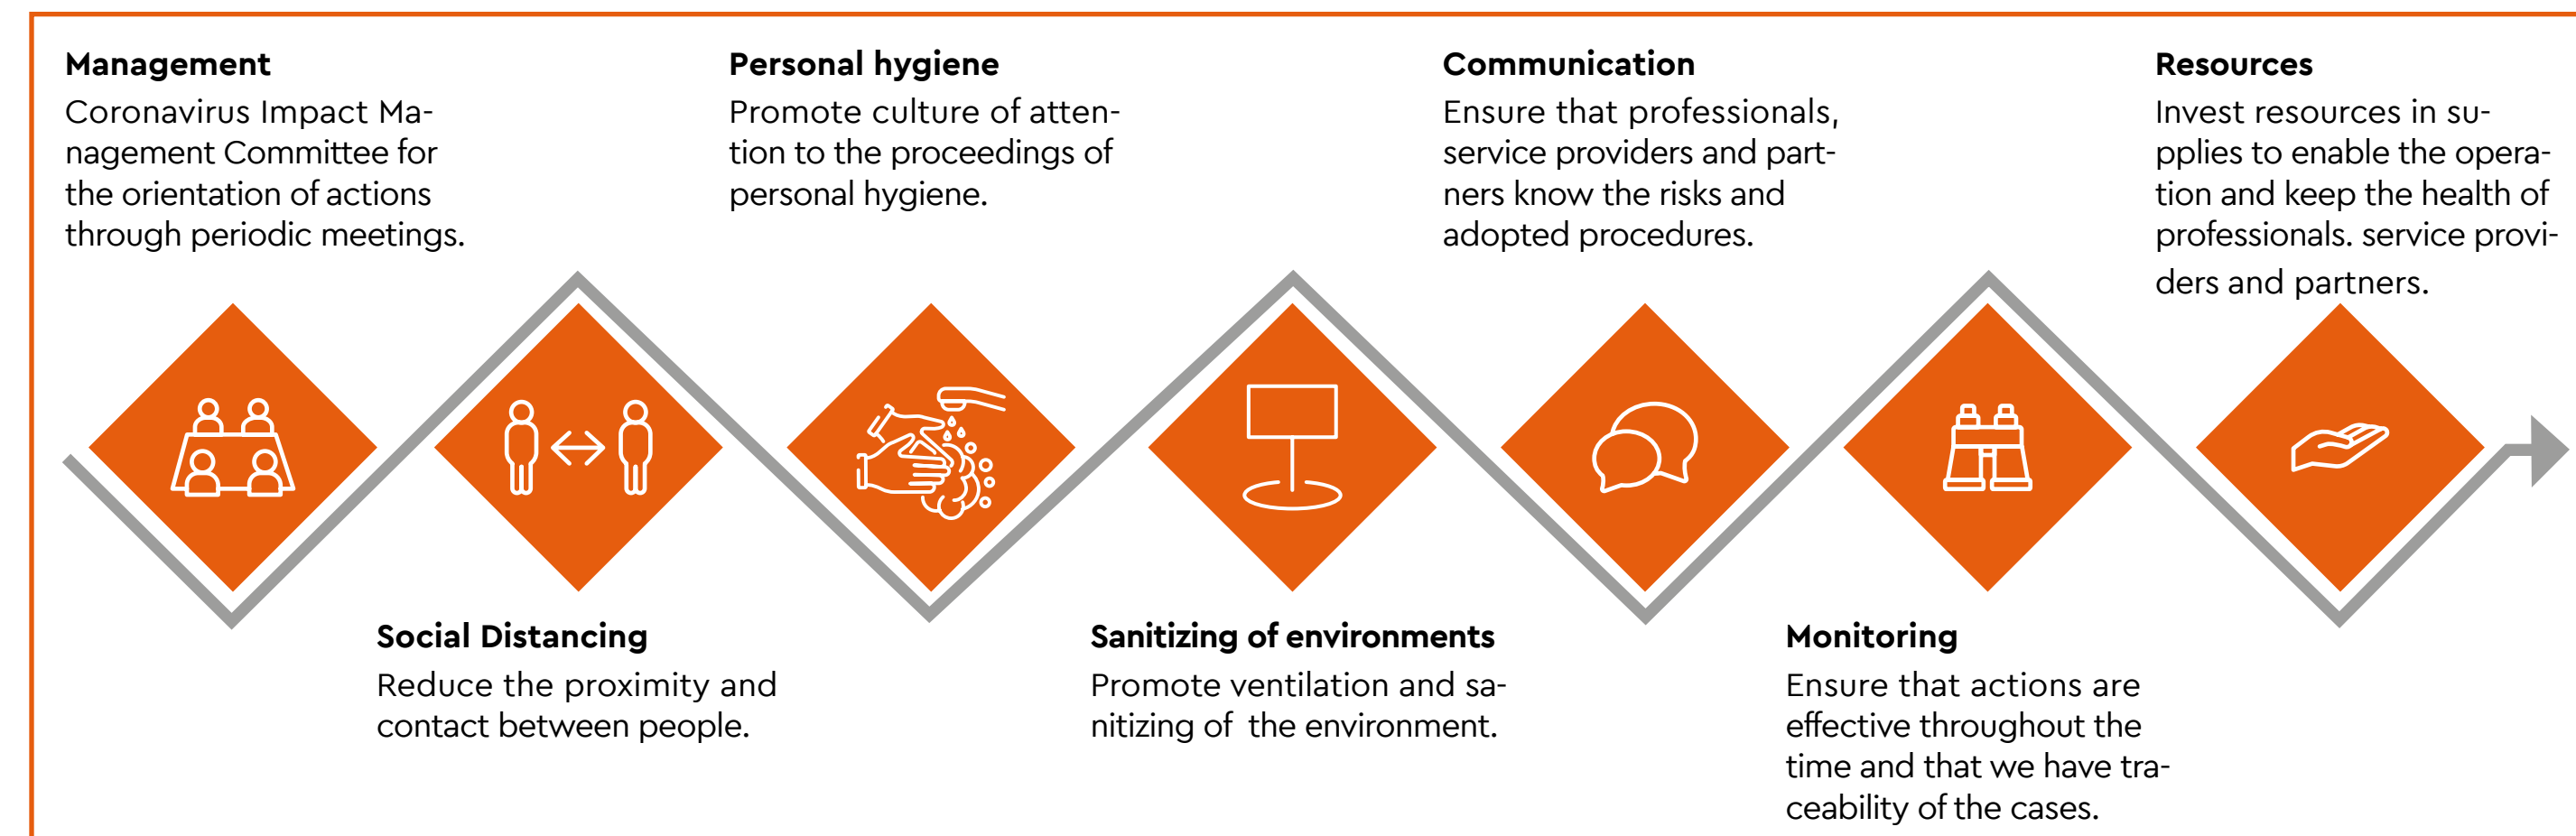 Management
Coronavirus Impact Ma-
nagement Committee for
the orientation of actions
through periodic meetings.
Personal hygiene
Promote culture of atten-
tion to the proceedings of
personal hygiene.
Communication
Ensure that professionals,
service providers and part-
ners know the risks and
adopted procedures.
Resources
Invest resources in su-
pplies to enable the opera-
tion and keep the health of
professionals. service provi-
ders and partners.
Social Distancing
Reduce the proximity and
contact between people.
Sanitizing of environments
Promote ventilation and sa-
nitizing of the environment.
Monitoring
Ensure that actions are
effective throughout the
time and that we have tra-
ceability of the cases.